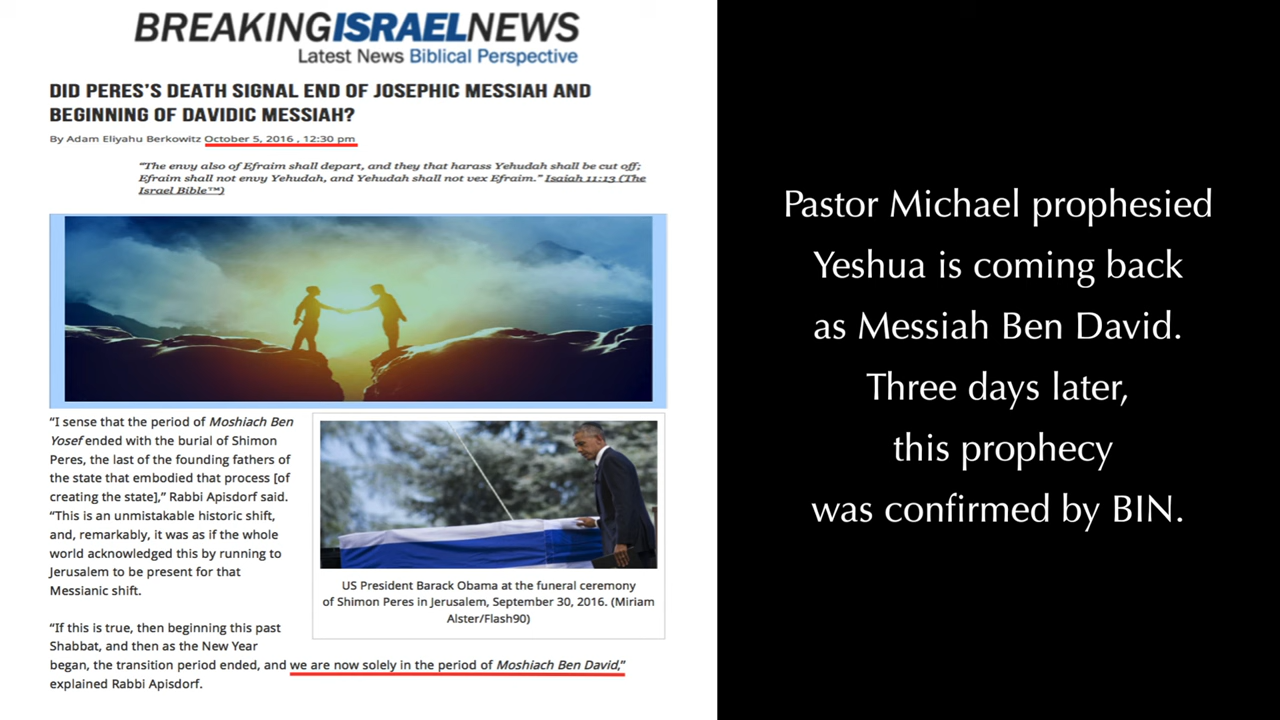 BREAKINGISRAELNEWS
Latest News Biblical Perspective
DID PERES'S DEATH SIGNAL END OF JOSEPHIC MESSIAH AND
BEGINNING OF DAVIDIC MESSIAH?
By Adam Eliyahu Berkowitz October 5, 2016 , 12:30 pm
"The envy also of Efraim shall depart, and they that harass Yehudah shall be cut off;
Efraim shall not envy Yehudah, and Yehudah shall not vex Efraim." Isaiah 11:13 (The
Israel Bible™)
"I sense that the period of Moshiach Ben
Yosef ended with the burial of Shimon
Peres, the last of the founding fathers of
the state that embodied that process [of
creating the state]," Rabbi Apisdorf said.
"This is an unmistakable historic shift,
and, remarkably, it was as if the whole
world acknowledged this by running to
Jerusalem to be present for that
Messianic shift.
US President Barack Obama at the funeral ceremony
of Shimon Peres in Jerusalem, September 30, 2016. (Miriam
Alster/Flash90)
"If this is true, then beginning this past
Shabbat, and then as the New Year
began, the transition period ended, and we are now solely in the period of Moshiach Ben David,"
explained Rabbi Apisdorf.
Pastor Michael prophesied
Yeshua is coming back
as Messiah Ben David.
Three days later,
this prophecy
was confirmed by BIN.